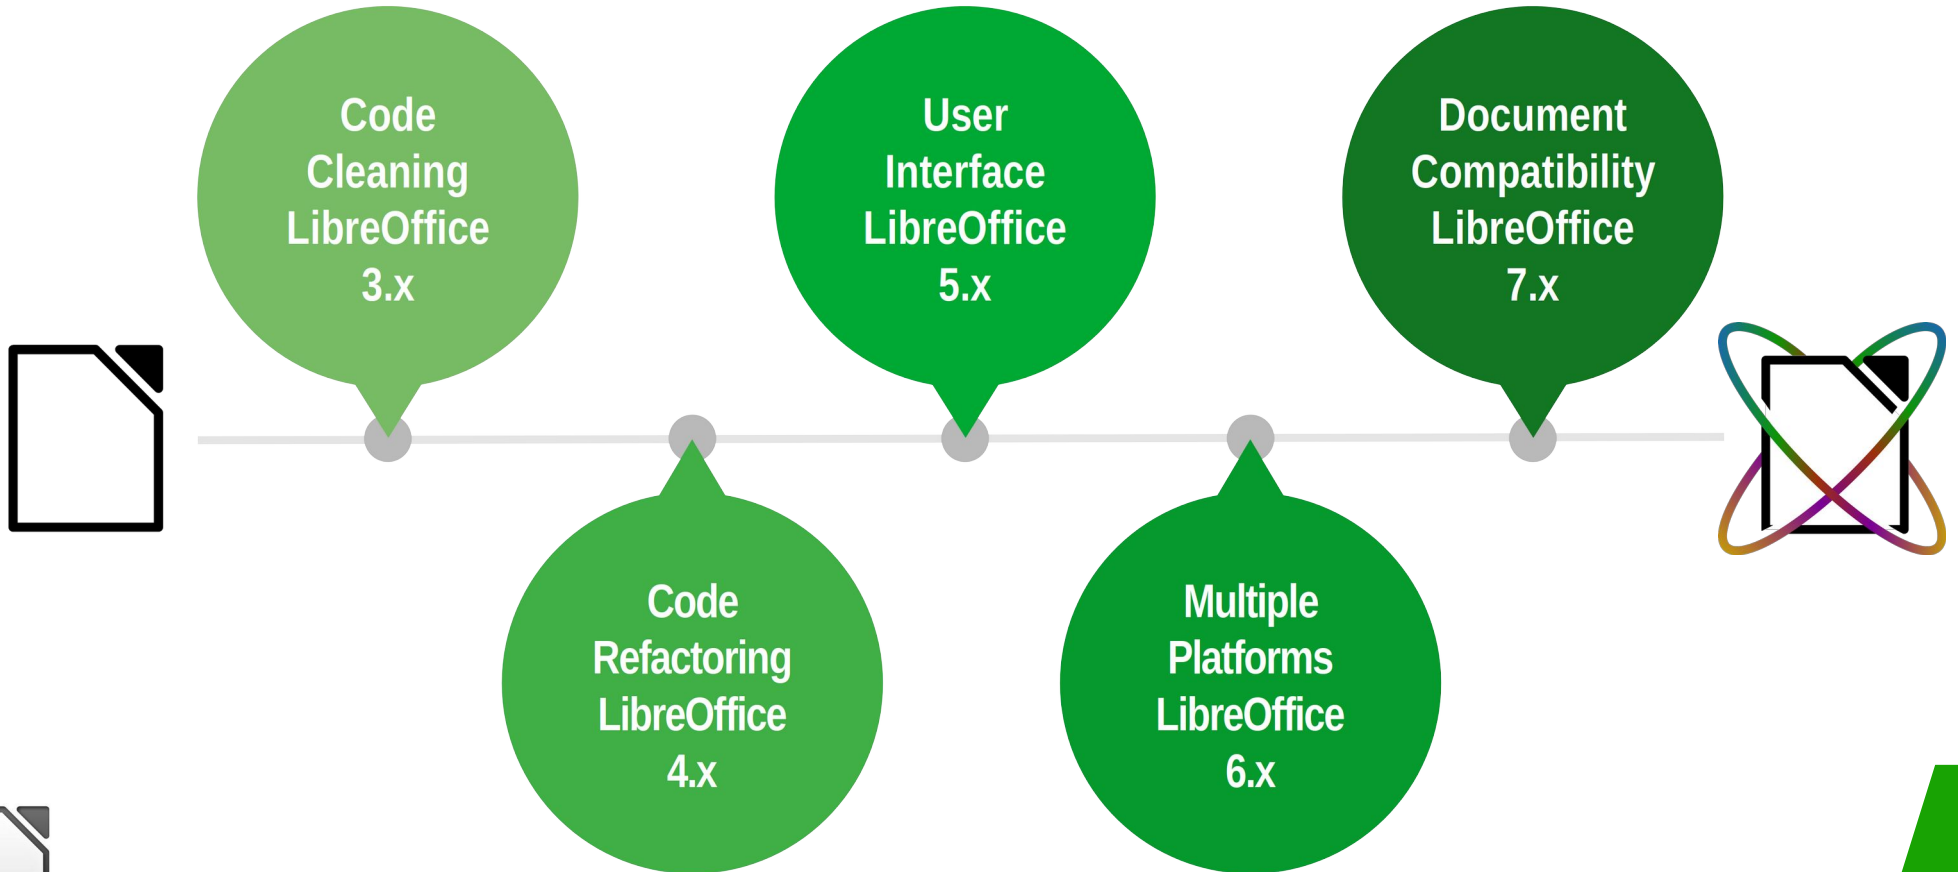 Code
Cleaning
LibreOffice
3.x
Code
Refactoring
LibreOffice
4.x
User
Interface
LibreOffice
5.x
Multiple
Platforms
LibreOffice
6.x
Document
Compatibility
LibreOffice
7.x